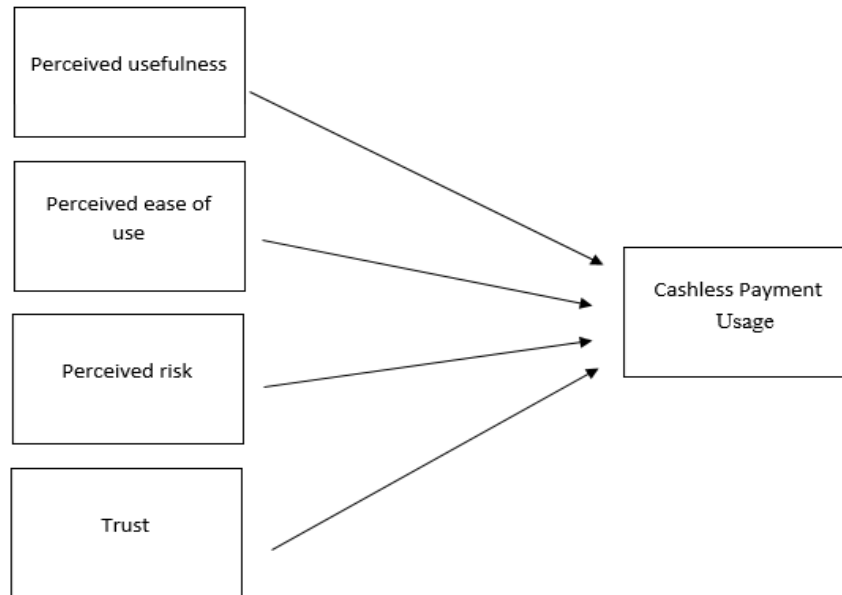 Perceived usefulness
Perceived ease of
use
Perceived risk
Trust
Cashless Payment
Usage